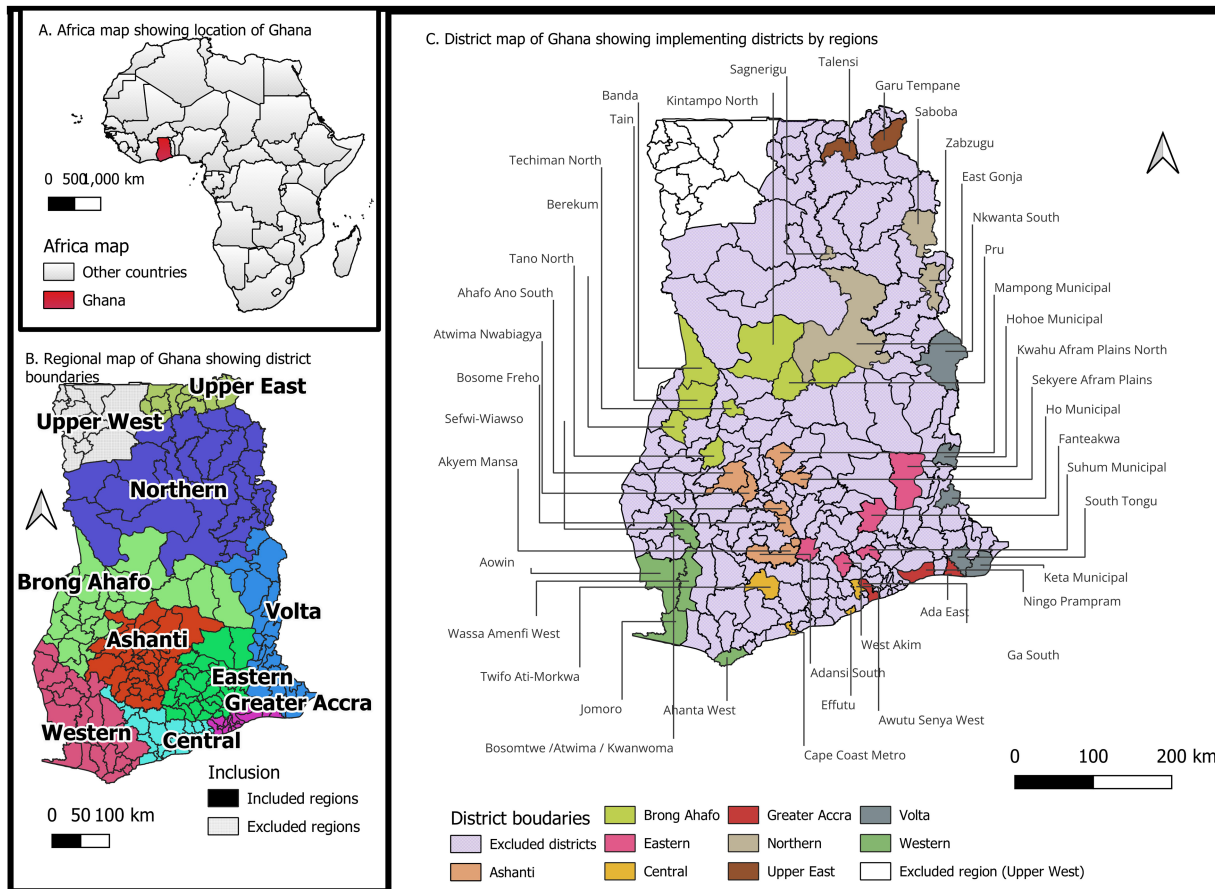 A. Africa map showing location of Ghana
0 500 1,000 km
Africa map
Other countries
Ghana
B. Regional map of Ghana showing district
boundaries
Upper East
Upper West
Northern
Brong Ahafo
Volta
Ashanti
Eastern
Greater Accra
Western
Central
Inclusion
Included regions
Excluded regions
0 50 100 km
C. District map of Ghana showing implementing districts by regions
Talensi
Sagnerigu
Garu Tempane
Banda
Kintampo North
Saboba
Tain
Zabzugu
Techiman North
East Gonja
Berekum
Nkwanta South
Pru
Tano North
Mampong Municipal
Ahafo Ano South
Hohoe Municipal
Atwima Nwabiagya
Kwahu Afram Plains North
Bosome Freho
Sekyere Afram Plains
Sefwi-Wiawso
Ho Municipal
Fanteakwa
Akyem Mansa
Suhum Municipal
South Tongu
Aowin
Keta Municipal
Ningo Prampram
Ada East
Wassa Amenfi West
West Akim
Ga South
Twifo Ati-Morkwa
Adansi South
Jomoro
Ahanta West
Effutu
Awutu Senya West
Bosomtwe /Atwima / Kwanwoma
Cape Coast Metro
0 100 200 km
District boudaries
Excluded districts
Ashanti
Brong Ahafo
Eastern
Central
Greater Accra
Northern
Upper East
Volta
Western
Excluded region (Upper West)